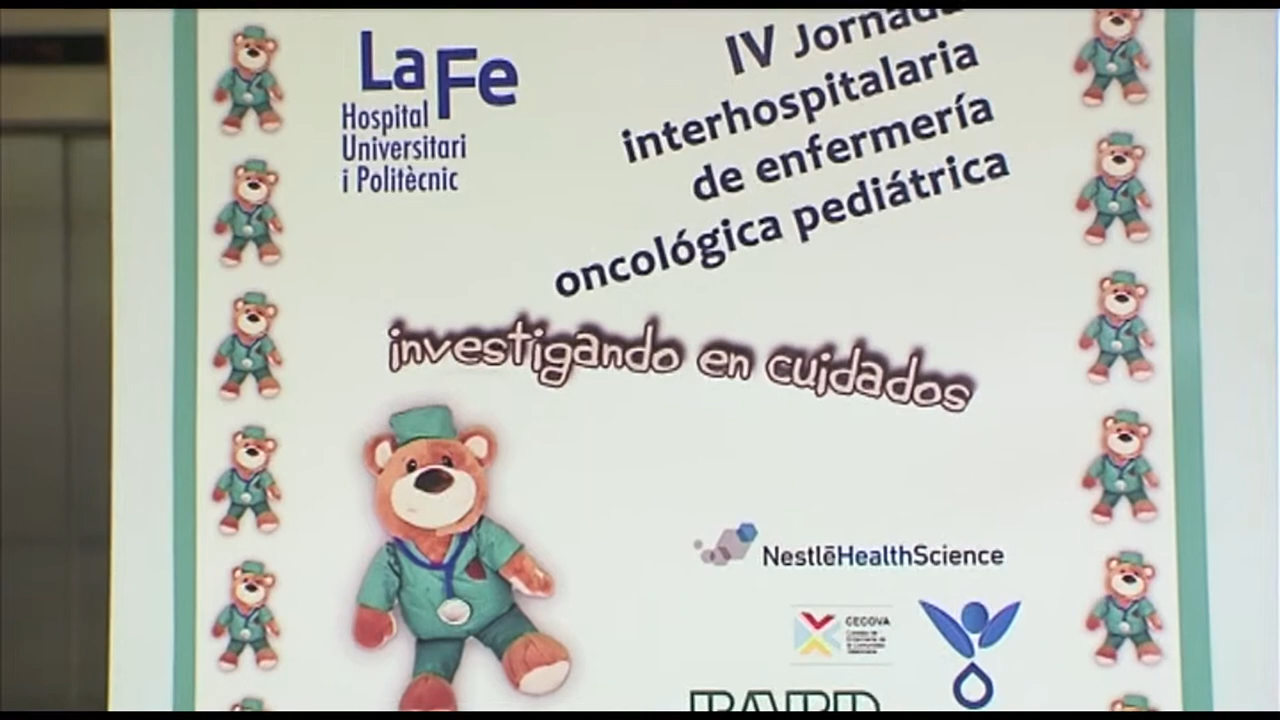 La Fe
Hospital
Universitari
i Politècnic
IV Jornada
interhospitalaria
de enfermería
oncológica pediátrica
investigando en cuidados
NestlēHealthScience
CECOVA